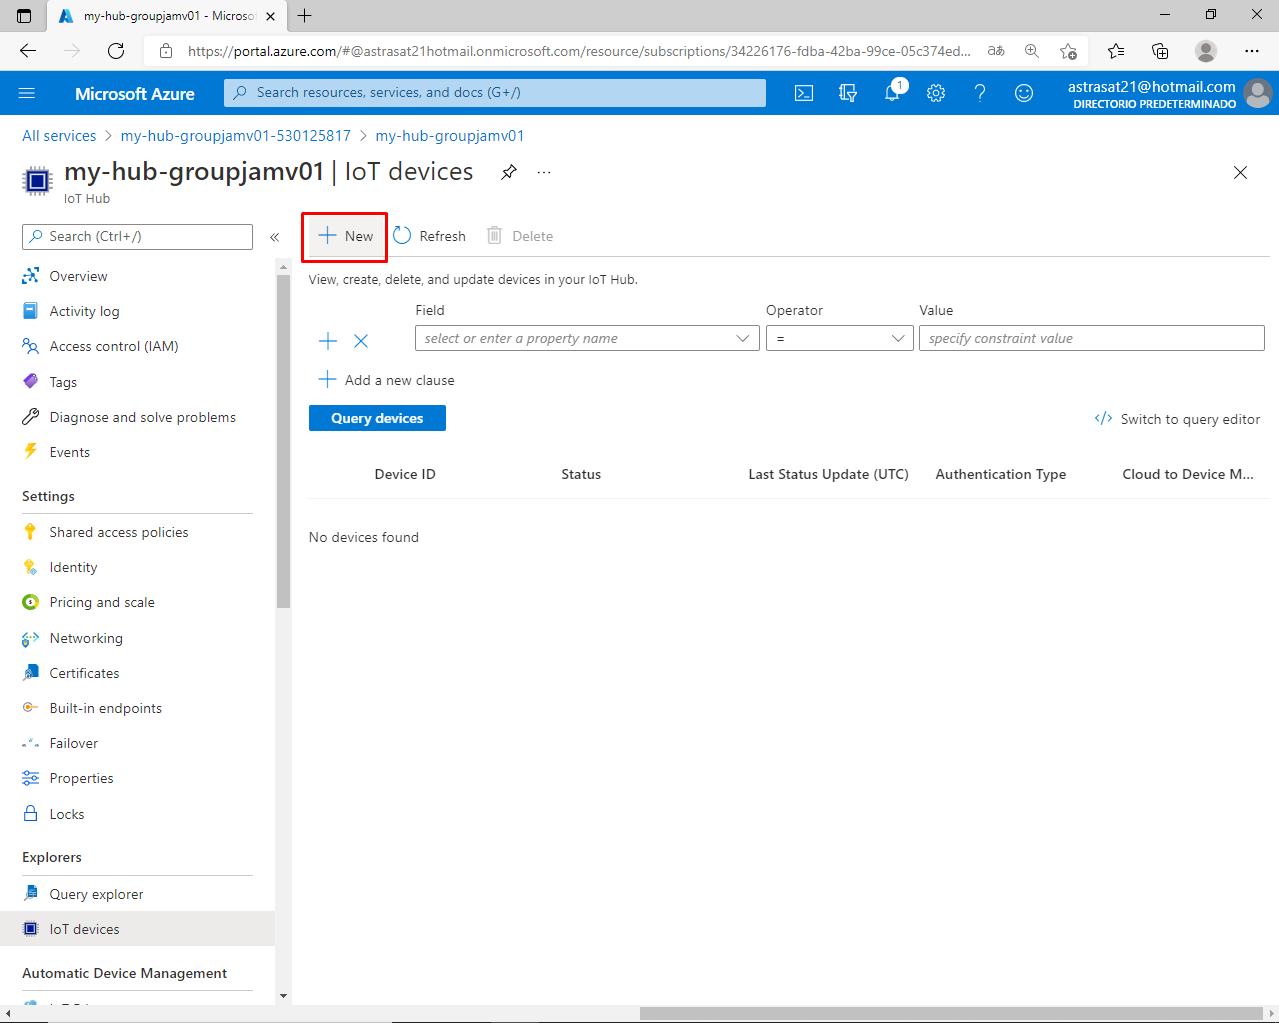 my-hub-groupjamv01 - Microso
https://portal.azure.com/#@astrasat21hotmail.onmicrosoft.com/resource/subscriptions/34226176-fdba-42ba-99ce-05c374ed...
Microsoft Azure
Search resources, services, and docs (G+/)
1
astrasat21@hotmail.com
DIRECTORIO PREDETERMINADO
All services > my-hub-groupjamv01-530125817 > my-hub-groupjamv01
my-hub-groupjamv01 | IoT devices
IoT Hub
Search (Ctrl+/)
Overview
Activity log
Access control (IAM)
Tags
Diagnose and solve problems
Events
Settings
Shared access policies
Identity
Pricing and scale
Networking
Certificates
Built-in endpoints
Failover
Properties
Locks
Explorers
Query explorer
IoT devices
Automatic Device Management
New
Refresh
Delete
View, create, delete, and update devices in your IoT Hub.
Field
Operator
Value
select or enter a property name
=
specify constraint value
Add a new clause
Query devices
Switch to query editor
Device ID
Status
Last Status Update (UTC)
Authentication Type
Cloud to Device M...
No devices found